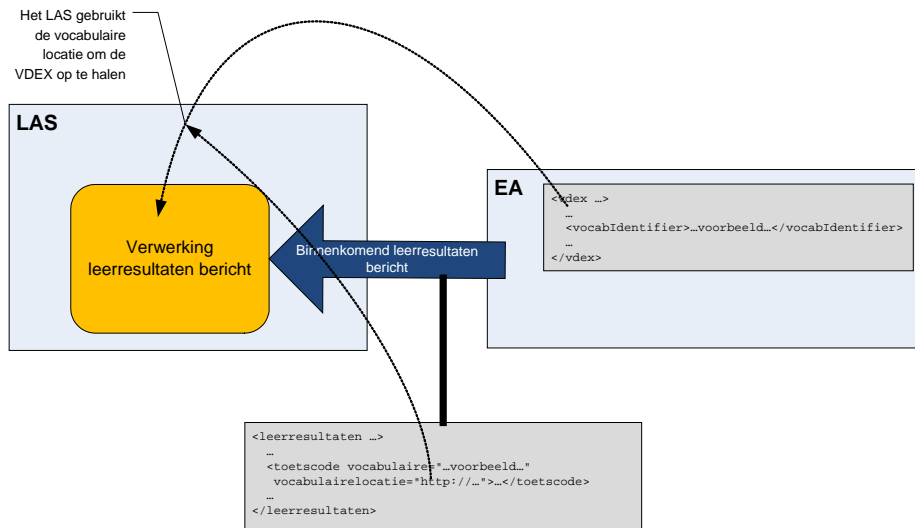 Het LAS gebruikt
de vocabulaire
locatie om de
VDEX op te halen
LAS
Verwerking
leerresultaten bericht
Binnenkomend leerresultaten
bericht
EA
<vdex ...>
…
<vocabIdentifier>…voorbeeld…</vocabIdentifier>
…
</vdex>
<leerresultaten …>
…
<toetscode vocabulaire="…voorbeeld…"
vocabulairelocatie="http://…">…</toetscode>
…
</leerresultaten>